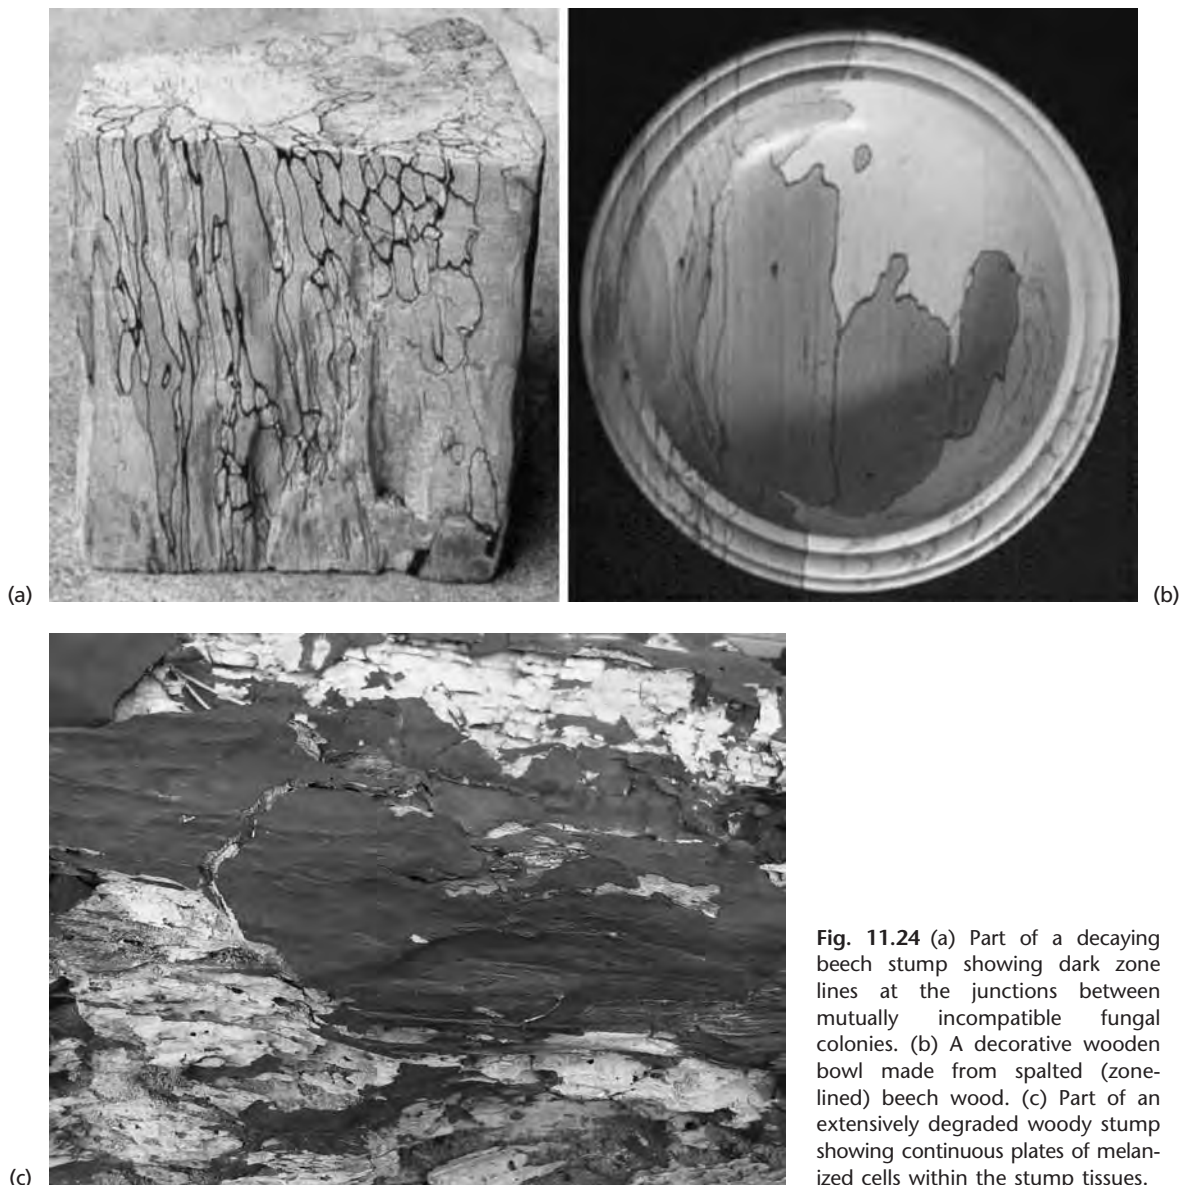 (a)
(b)
(c)
Fig. 11.24 (a) Part of a decaying
beech stump showing dark zone
lines at the junctions between
mutually incompatible fungal
colonies. (b) A decorative wooden
bowl made from spalted (zone-
lined) beech wood. (c) Part of an
extensively degraded woody stump
showing continuous plates of melan-
ized cells within the stump tissues.